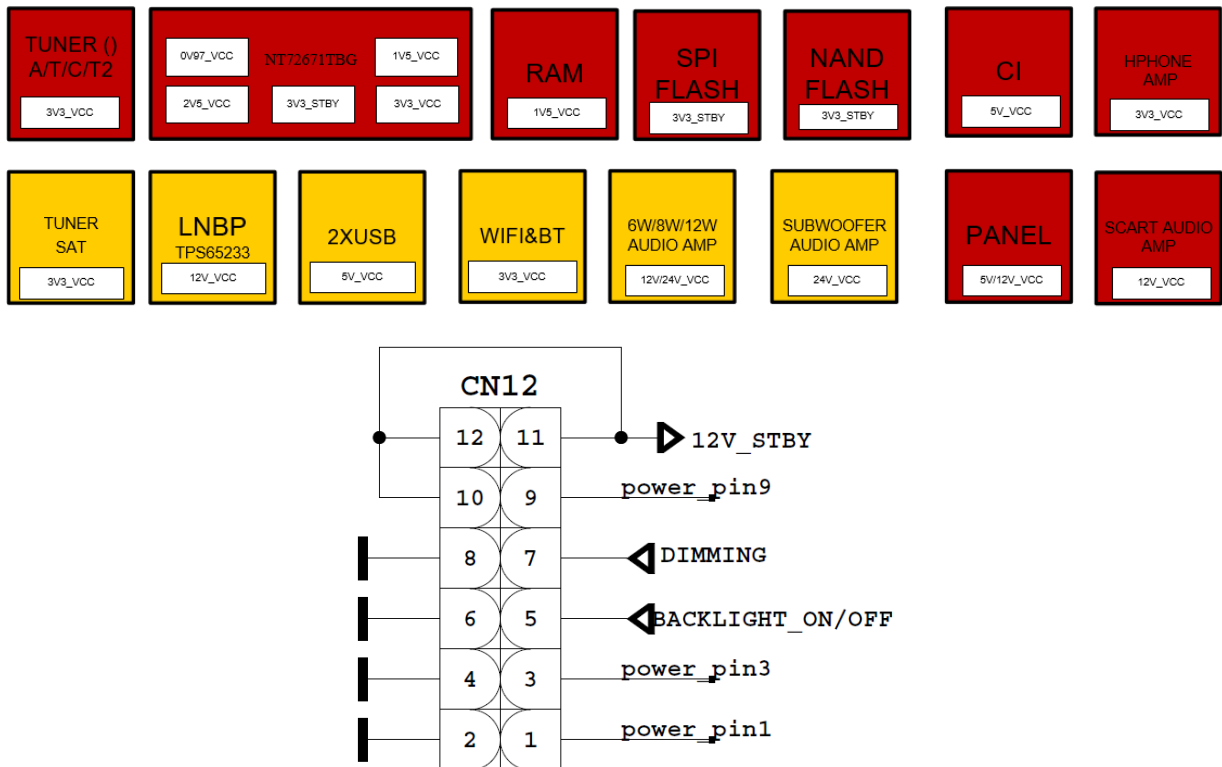 TUNER ()
A/T/C/T2
3V3_VCC
0V97_VCC
NT72671TBG
1V5_VCC
2V5_VCC
3V3_STBY
3V3_VCC
RAM
1V5_VCC
SPI
FLASH
3V3_STBY
NAND
FLASH
3V3_STBY
CI
5V_VCC
HPHONE
AMP
3V3_VCC
TUNER
SAT
3V3_VCC
LNBP
TPS65233
12V_VCC
2XUSB
5V_VCC
WIFI&BT
3V3_VCC
6W/8W/12W
AUDIO AMP
12V/24V_VCC
SUBWOOFER
AUDIO AMP
24V_VCC
PANEL
5V/12V_VCC
SCART AUDIO
AMP
12V_VCC
CN12
12 11 12V_STBY
10 9 power_pin9
8 7 DIMMING
6 5 BACKLIGHT_ON/OFF
4 3 power_pin3
2 1 power_pin1